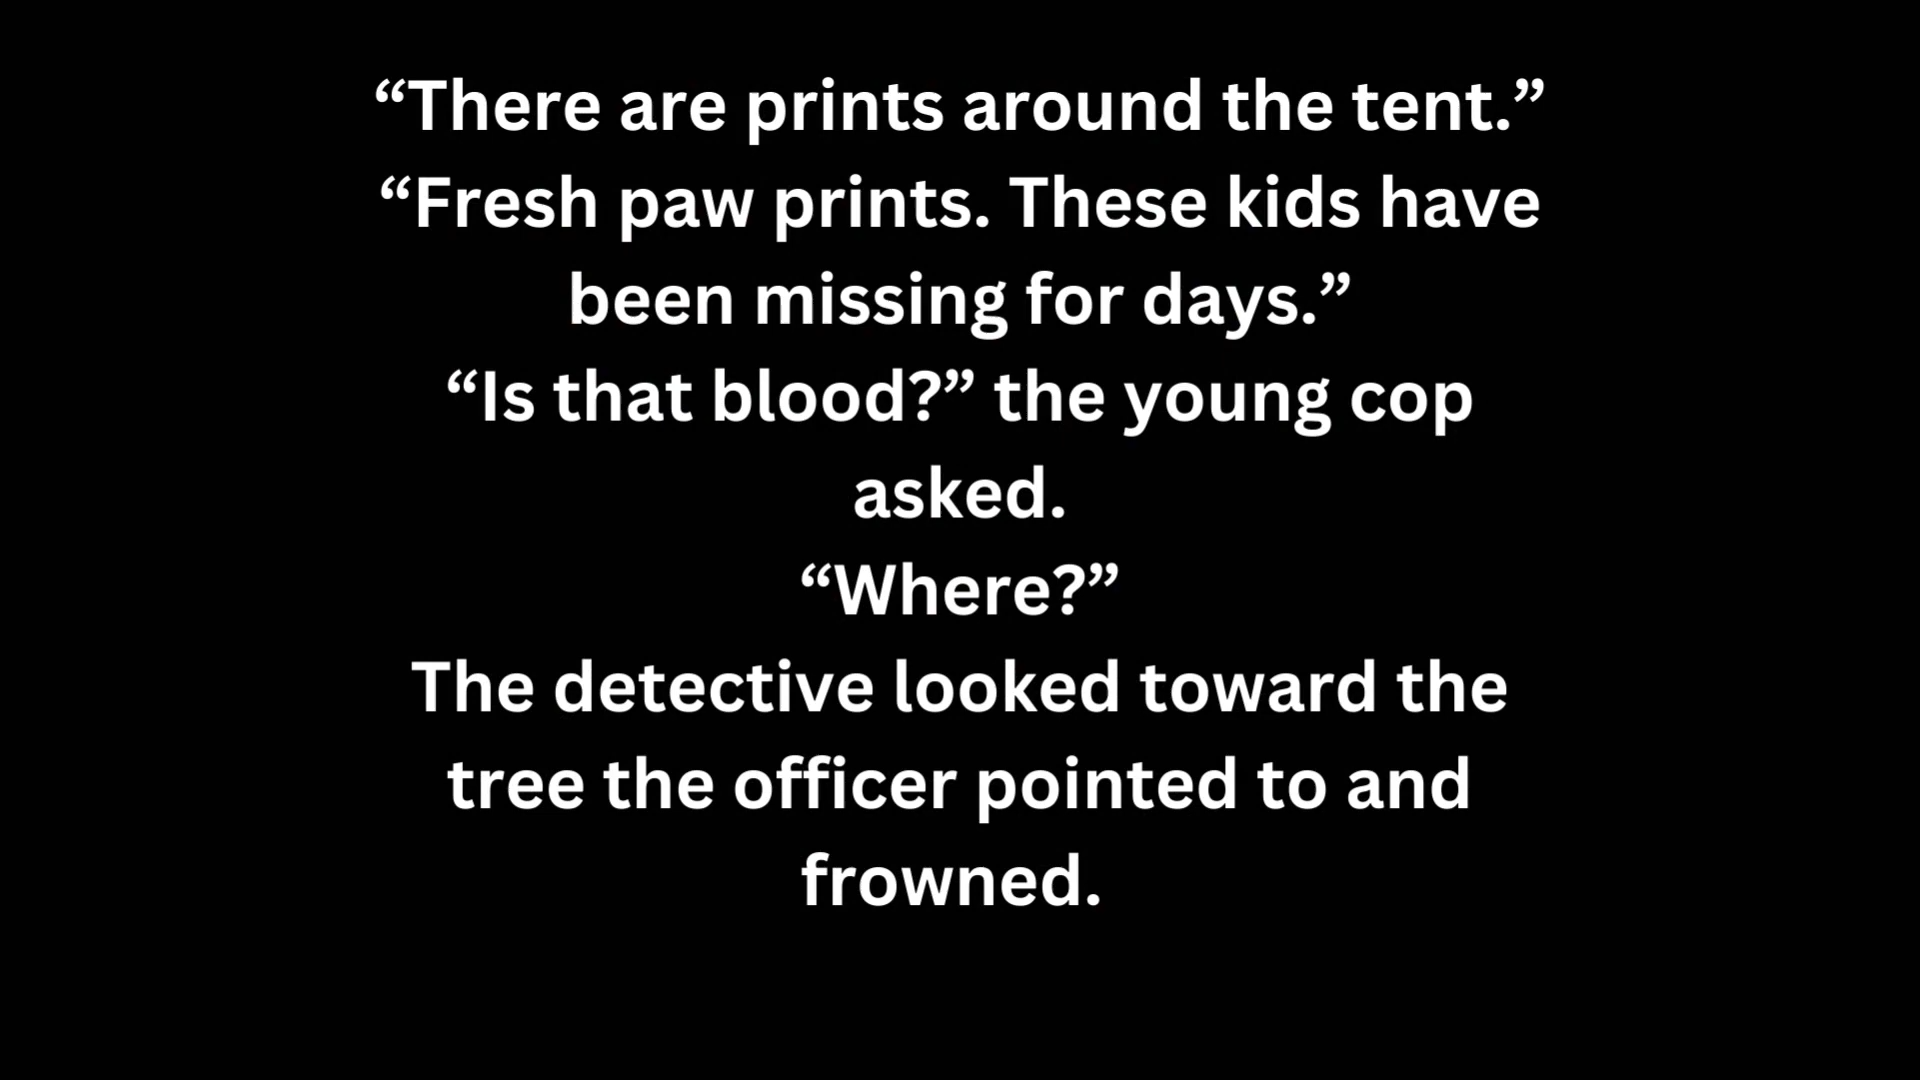 “There are prints around the tent.”
“Fresh paw prints. These kids have
been missing for days.”
“Is that blood?” the young cop
asked.
“Where?”
The detective looked toward the
tree the officer pointed to and
frowned.